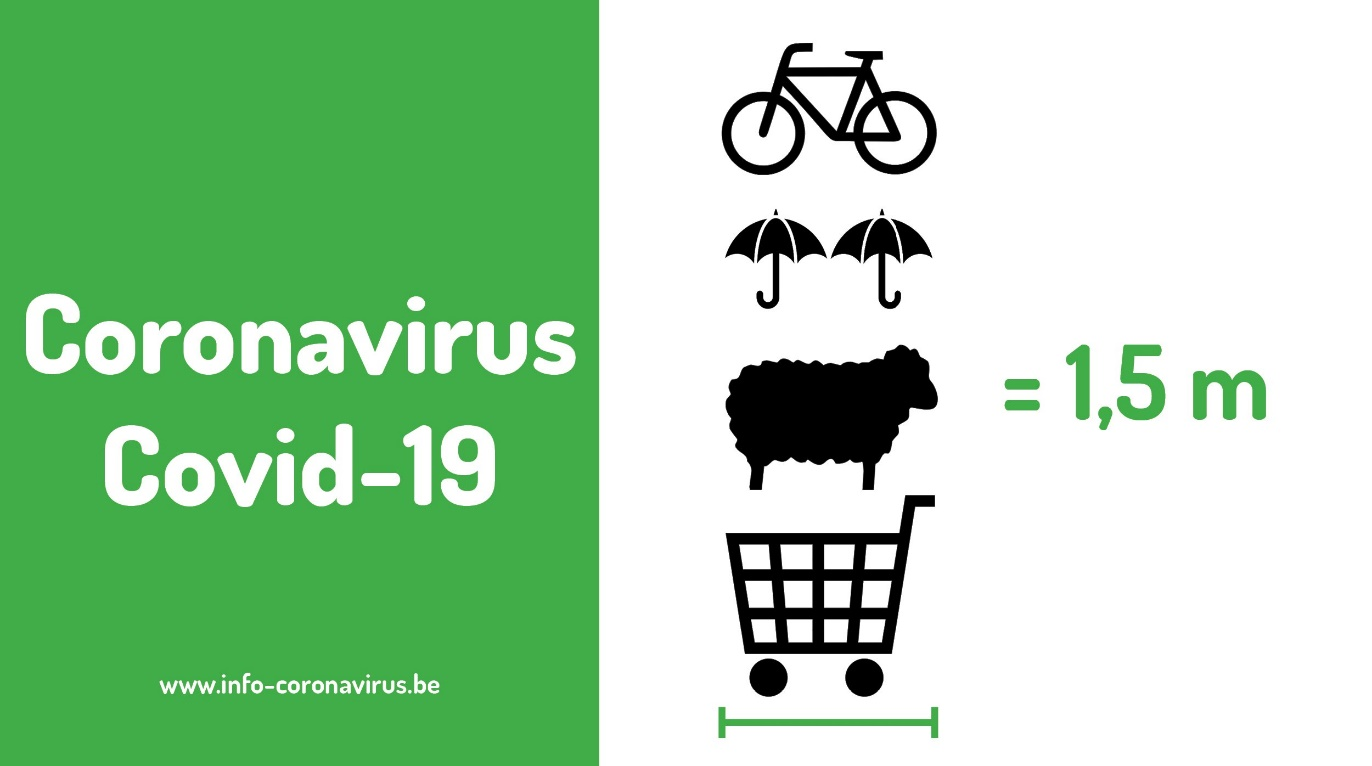 Coronavirus
Covid-19
www.info-coronavirus.be
= 1,5 m